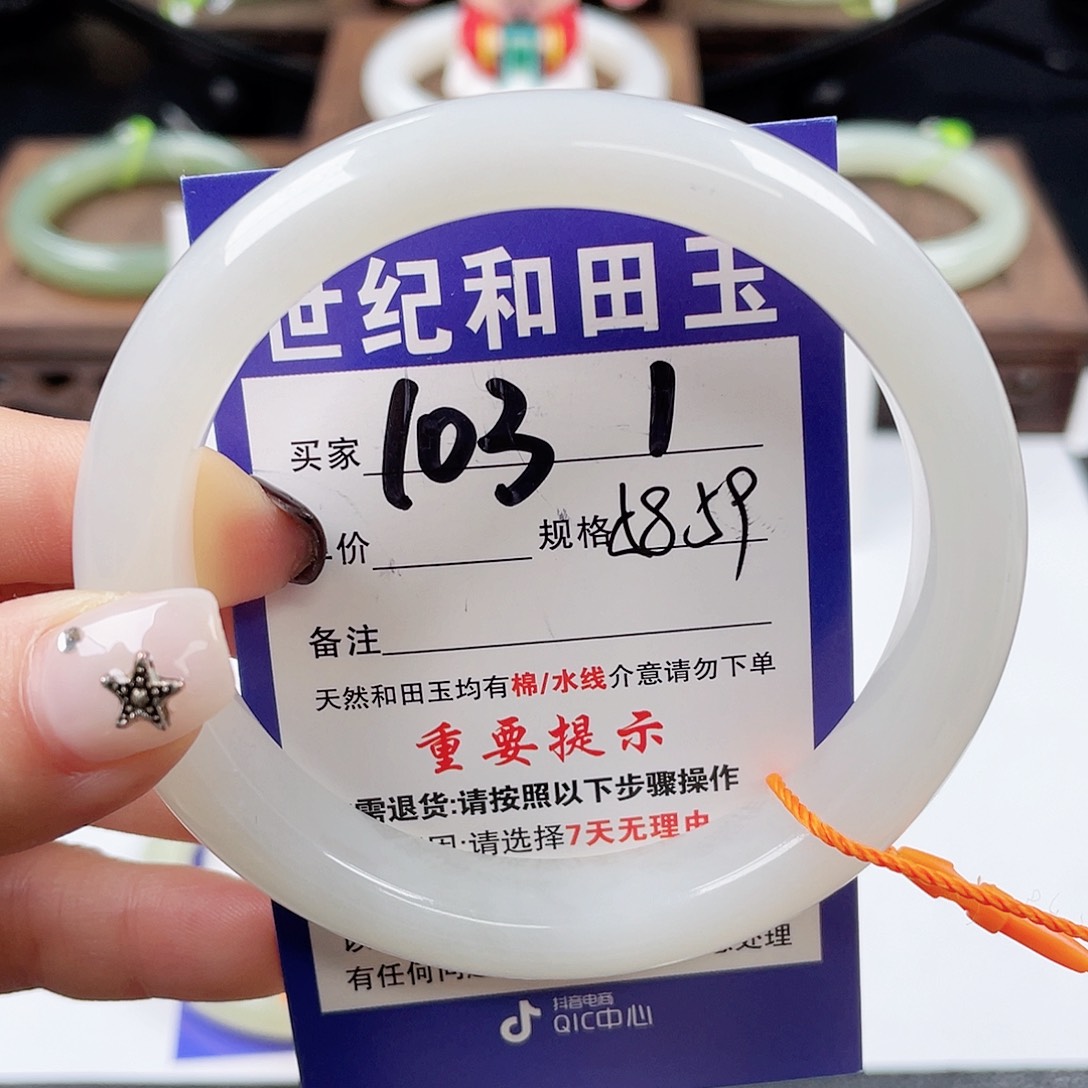 世纪和田玉
买家 103 1
价 规格 5859
备注
天然和田玉均有棉/水线介意请勿下单
重要提示
需退货:请按照以下步骤操作
因:请选择7天无理由
处理
有任何问
抖音电商
QIC中心